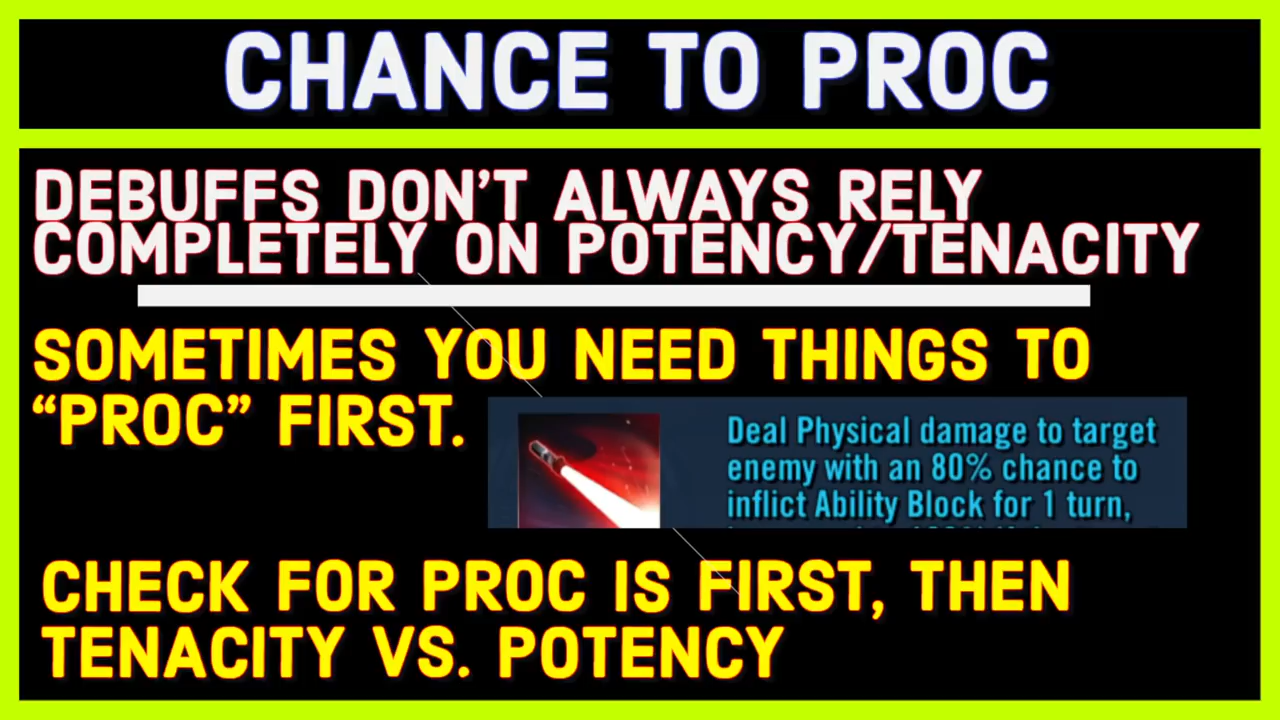 CHANCE TO PROC
DEBUFFS DON'T ALWAYS RELY
COMPLETELY ON POTENCY/TENACITY
SOMETIMES YOU NEED THINGS TO
“PROC” FIRST.
Deal Physical damage to target
enemy with an 80% chance to
inflict Ability Block for 1 turn,
CHECK FOR PROC IS FIRST, THEN
TENACITY VS. POTENCY